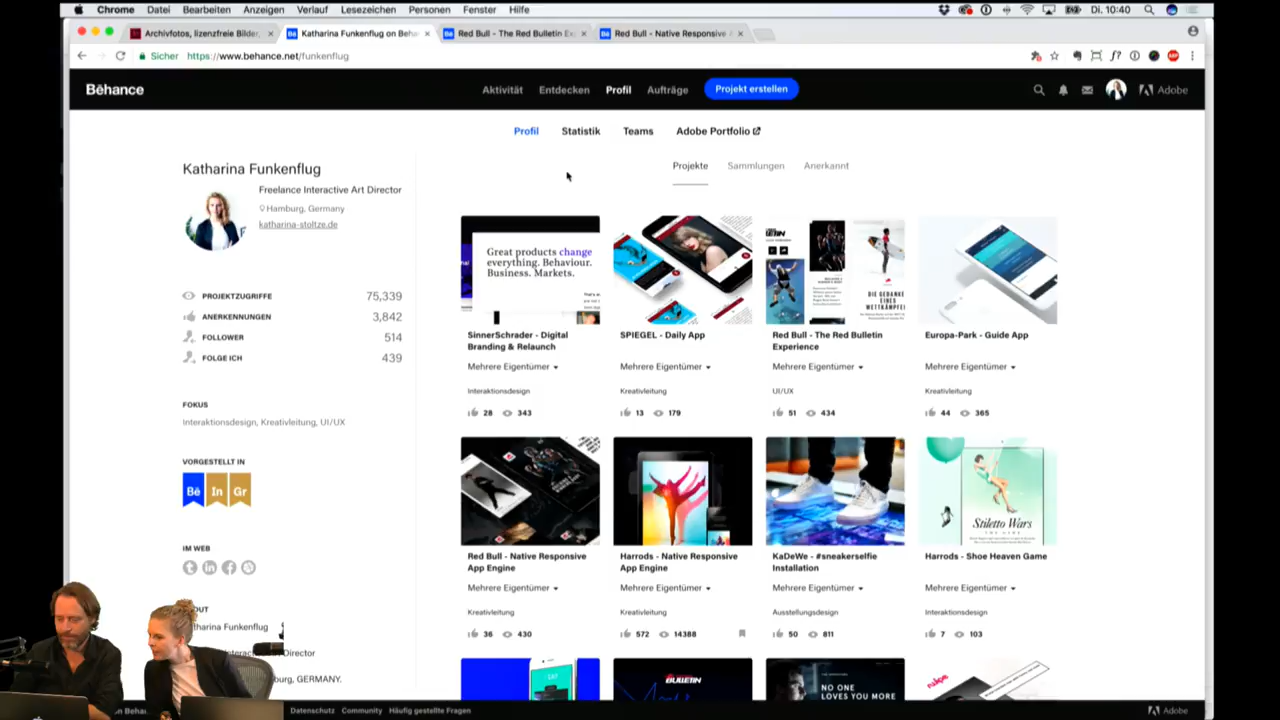 Chrome Datei Bearbeiten Anzeigen Verlauf Lesezeichen Personen Fenster Hilfe Di. 10:40
Archivfotos, lizenzfreie Bilder, Katharina Funkenflug on Beha Red Bull - The Red Bulletin Ex Red Bull - Native Responsive
Sicher https://www.behance.net/funkenflug
Bēhance Aktivität Entdecken Profil Aufträge Projekt erstellen Adobe
Profil Statistik Teams Adobe Portfolio
Projekte Sammlungen Anerkannt
Katharina Funkenflug
Freelance Interactive Art Director
Hamburg, Germany
katharina-stoltze.de
PROJEKTZUGRIFFE 75,339
ANERKENNUNGEN 3,842
FOLLOWER 514
FOLGE ICH 439
FOKUS
Interaktionsdesign, Kreativleitung, UI/UX
VORGESTELLT IN
Bē In Gr
IM WEB
OUT
tharina Funkenflug
Director
burg, GERMANY.
Great products change
everything. Behaviour.
Business. Markets.
SinnerSchrader - Digital
Branding & Relaunch
Mehrere Eigentümer
Interaktionsdesign
28 343
SPIEGEL - Daily App
Mehrere Eigentümer
Kreativleitung
13 179
DIE GEDANKE
EINES
WETTKÄMPFE
Red Bull - The Red Bulletin
Experience
Mehrere Eigentümer
UI/UX
51 434
Europa-Park - Guide App
Mehrere Eigentümer
Kreativleitung
44 365
Red Bull - Native Responsive
App Engine
Mehrere Eigentümer
Kreativleitung
36 430
Harrods - Native Responsive
App Engine
Mehrere Eigentümer
Kreativleitung
572 14388
KaDeWe - #sneakerselfie
Installation
Mehrere Eigentümer
Ausstellungsdesign
50 811
Stiletto Wars
Harrods - Shoe Heaven Game
Mehrere Eigentümer
Interaktionsdesign
7 103
BULLETIN
NO ONE
LOVES YOU MORE
on Behan Datenschutz Community Häufig gestellte Fragen Adobe